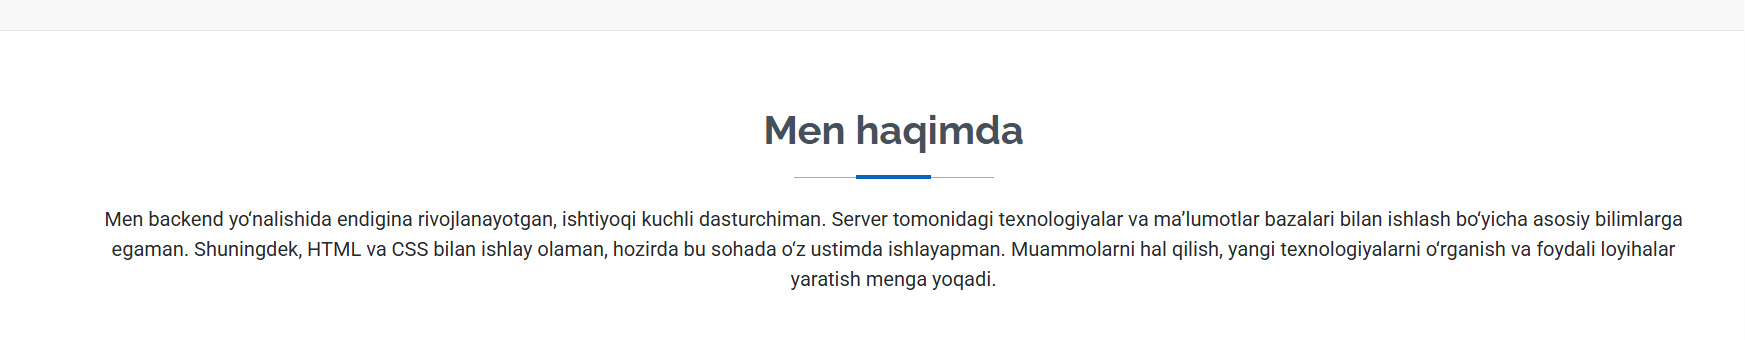 Men haqimda
Men backend yo‘nalishida endigina rivojlanayotgan, ishtiyoqi kuchli dasturchiman. Server tomonidagi texnologiyalar va ma’lumotlar bazalari bilan ishlash bo‘yicha asosiy bilimlarga
egaman. Shuningdek, HTML va CSS bilan ishlay olaman, hozirda bu sohada o‘z ustimda ishlayapman. Muammolarni hal qilish, yangi texnologiyalarni o‘rganish va foydali loyihalar
yaratish menga yoqadi.